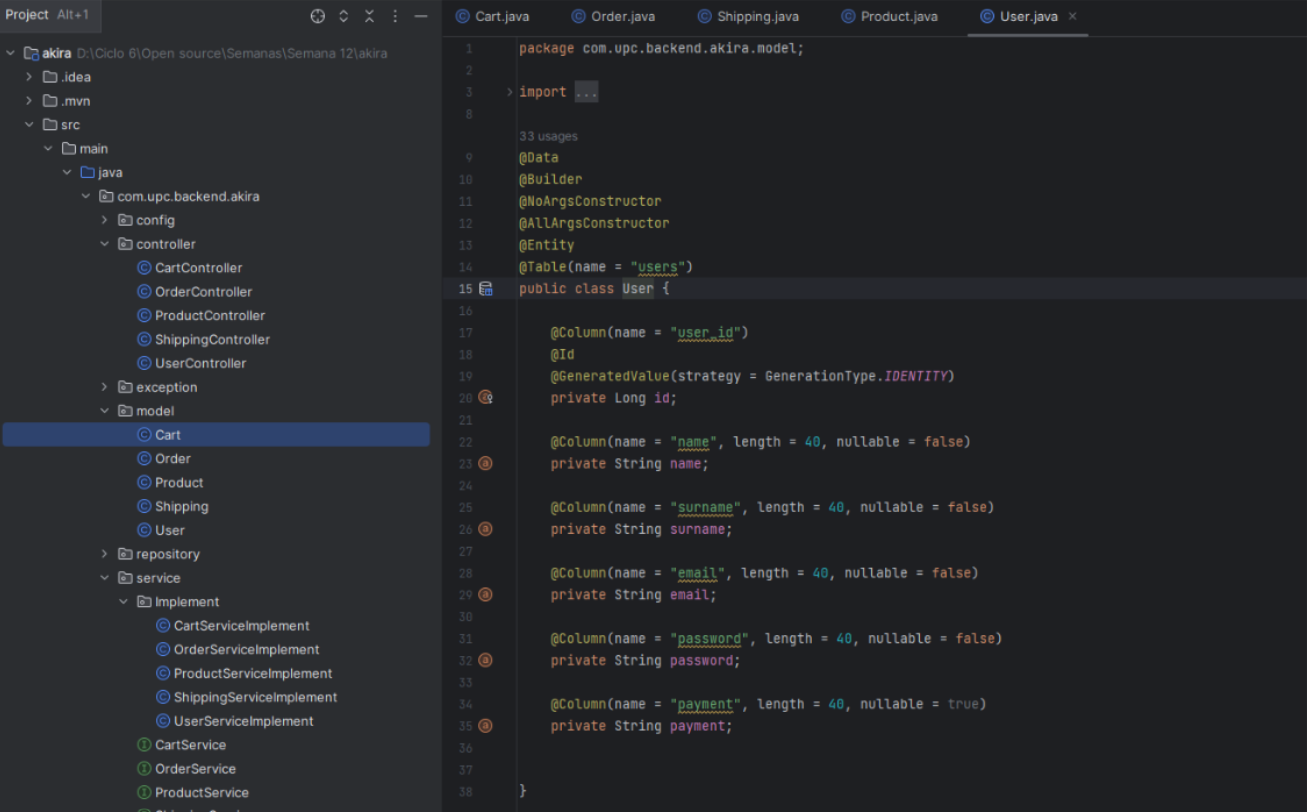 Project Alt+1
akira D:\Ciclo 6\Open source\Semanas\Semana 12\akira
.idea
.mvn
src
main
java
com.upc.backend.akira
config
controller
CartController
OrderController
ProductController
ShippingController
UserController
exception
model
Cart
Order
Product
Shipping
User
repository
service
Implement
CartServiceImplement
OrderServiceImplement
ProductServiceImplement
ShippingServiceImplement
UserServiceImplement
CartService
OrderService
ProductService
Cart.java Order.java Shipping.java Product.java User.java
1 package com.upc.backend.akira.model;
2
3 import ...
8
33 usages
9 @Data
10 @Builder
11 @NoArgsConstructor
12 @AllArgsConstructor
13 @Entity
14 @Table(name = "users")
15 public class User {
16
17 @Column(name = "user_id")
18 @Id
19 @GeneratedValue(strategy = GenerationType.IDENTITY)
20 private Long id;
21
22 @Column(name = "name", length = 40, nullable = false)
23 private String name;
24
25 @Column(name = "surname", length = 40, nullable = false)
26 private String surname;
27
28 @Column(name = "email", length = 40, nullable = false)
29 private String email;
30
31 @Column(name = "password", length = 40, nullable = false)
32 private String password;
33
34 @Column(name = "payment", length = 40, nullable = true)
35 private String payment;
36
37
38 }